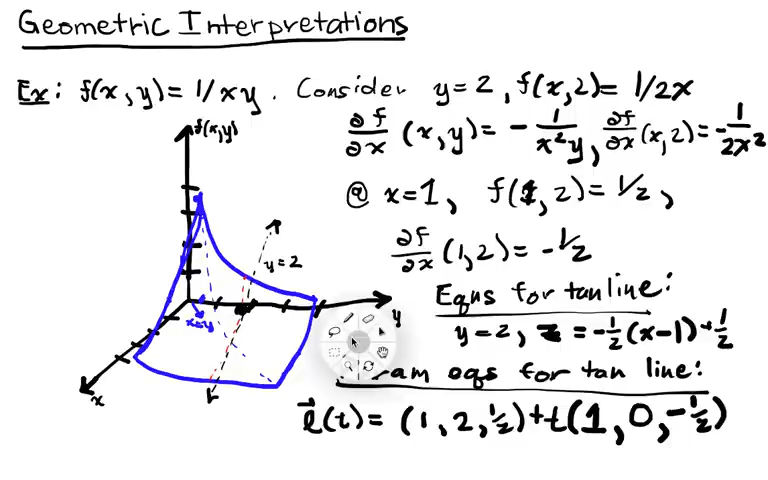 Geometric Interpretations
Ex: f(x,y) = 1/xy. Consider y=2, f(x,2)= 1/2x
∂f/∂x (x,y) = -1/x²y, ∂f/∂x (x,2) = -1/2x²
@ x=1, f(1,2)=1/2,
∂f/∂x (1,2) = -1/2
Eqns for tan line:
y=2, z = -1/2(x-1)+1/2
ram eqs for tan line:
l⃗(t) = (1,2,1/2)+t(1,0,-1/2)
f(x,y)
y=2
x=y
y
x